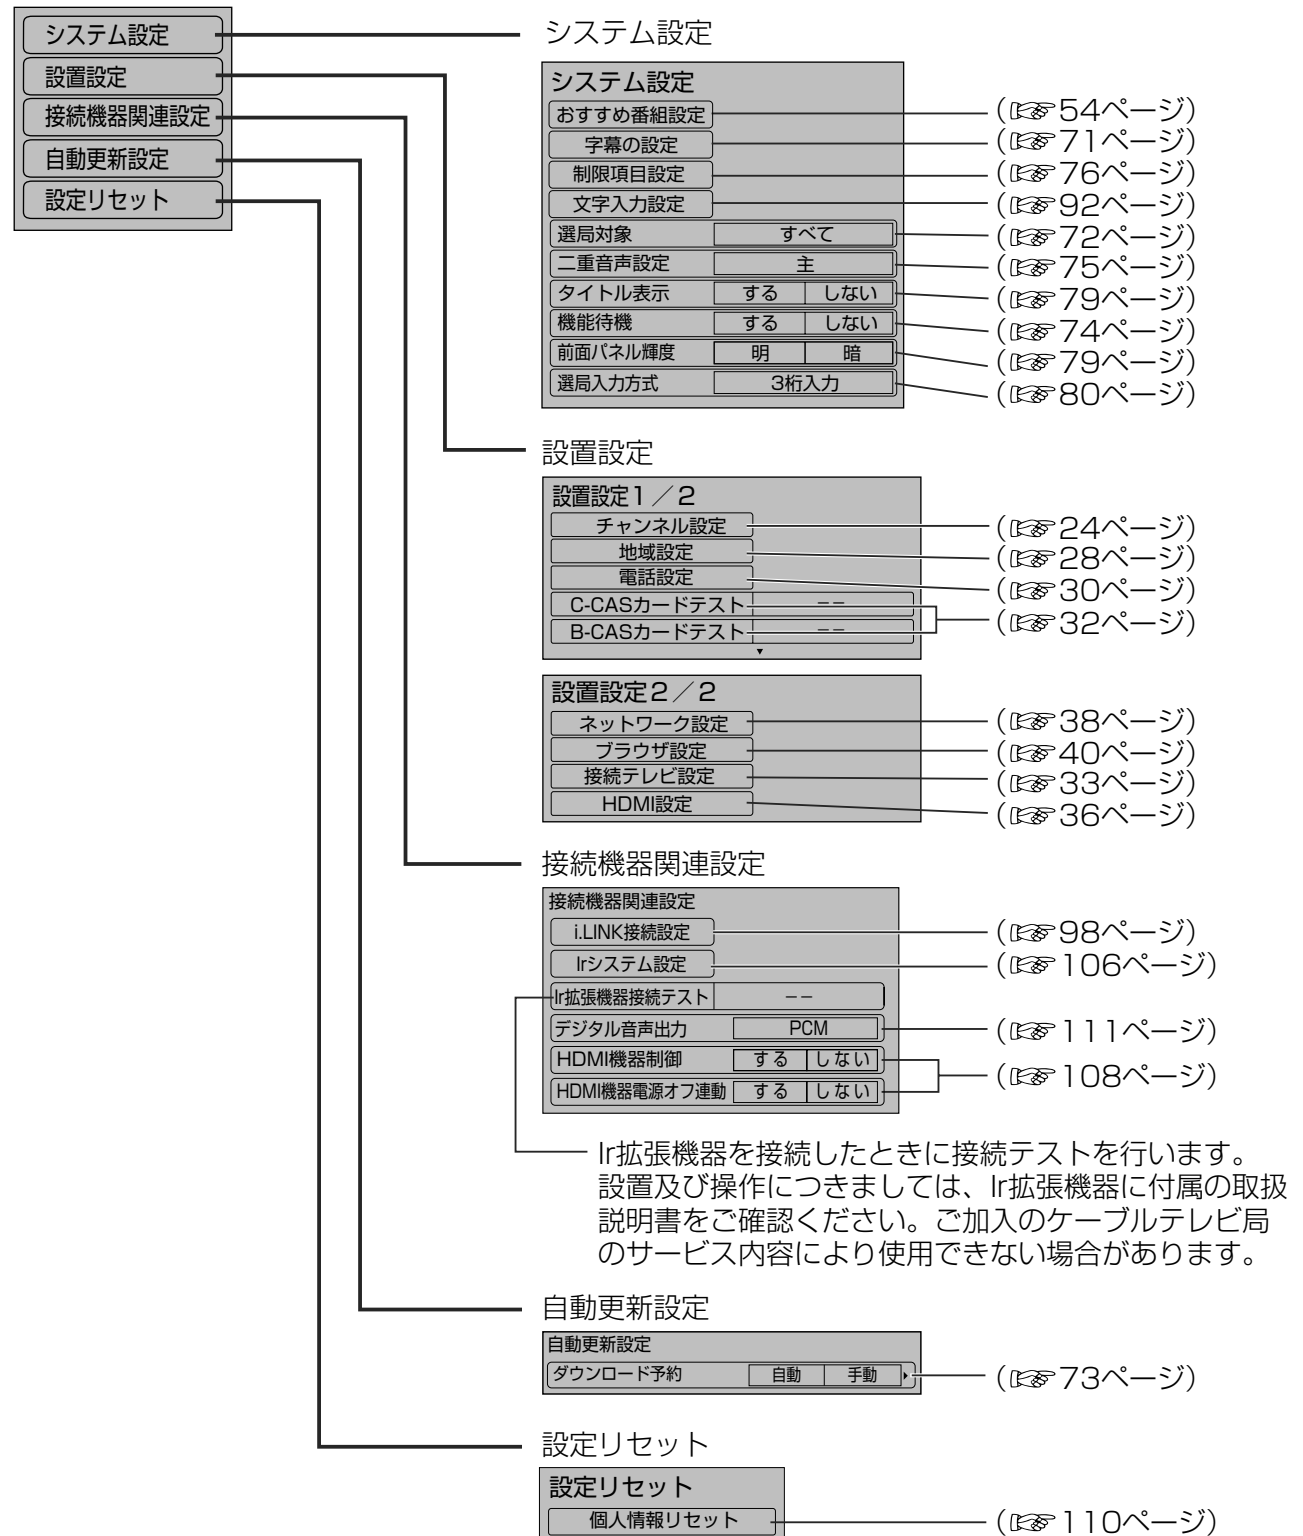 システム設定
設置設定
接続機器関連設定
自動更新設定
設定リセット
システム設定
システム設定
おすすめ番組設定 (☞54ページ)
字幕の設定 (☞71ページ)
制限項目設定 (☞76ページ)
文字入力設定 (☞92ページ)
選局対象 すべて (☞72ページ)
二重音声設定 主 (☞75ページ)
タイトル表示 する しない (☞79ページ)
機能待機 する しない (☞74ページ)
前面パネル輝度 明 暗 (☞79ページ)
選局入力方式 3桁入力 (☞80ページ)
設置設定
設置設定1/2
チャンネル設定 (☞24ページ)
地域設定 (☞28ページ)
電話設定 (☞30ページ)
C-CASカードテスト −−
B-CASカードテスト −− (☞32ページ)
設置設定2/2
ネットワーク設定 (☞38ページ)
ブラウザ設定 (☞40ページ)
接続テレビ設定 (☞33ページ)
HDMI設定 (☞36ページ)
接続機器関連設定
接続機器関連設定
i.LINK接続設定 (☞98ページ)
Irシステム設定 (☞106ページ)
Ir拡張機器接続テスト −−
デジタル音声出力 PCM (☞111ページ)
HDMI機器制御 する しない
HDMI機器電源オフ連動 する しない (☞108ページ)
Ir拡張機器を接続したときに接続テストを行います。
設置及び操作につきましては、Ir拡張機器に付属の取扱
説明書をご確認ください。ご加入のケーブルテレビ局
のサービス内容により使用できない場合があります。
自動更新設定
自動更新設定
ダウンロード予約 自動 手動 (☞73ページ)
設定リセット
設定リセット
個人情報リセット (☞110ページ)